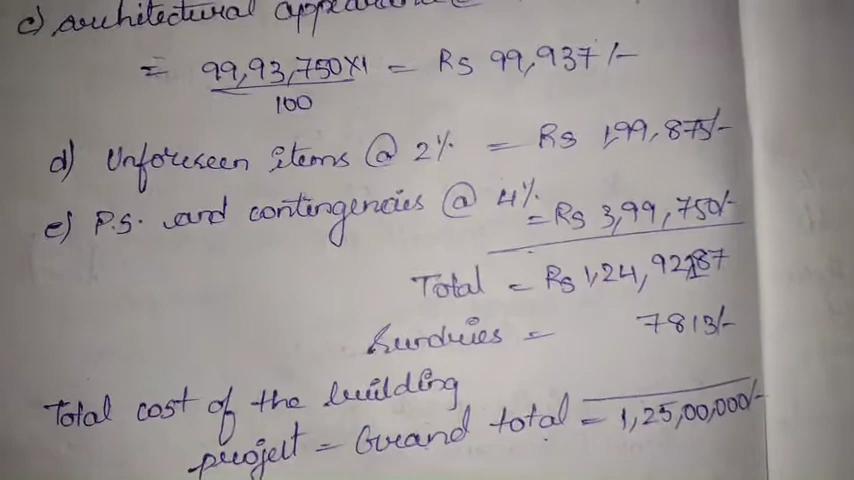 c) architectural appearance
= 99,93,750X1 = Rs 99,937/-
100
d) Unforeseen items @ 2% = Rs 1,99,875/-
e) P.S. and contingencies @ 4%
= Rs 3,99,750/-
Total = Rs 1,24,92,187
Sundries = 7813/-
Total cost of the building
project = Grand total = 1,25,00,000/-